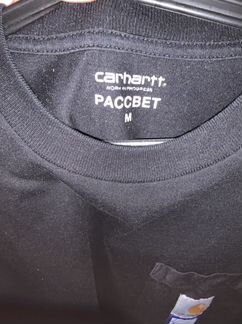 carhartt.
WORK IN PROGRESS
PACCBET
M